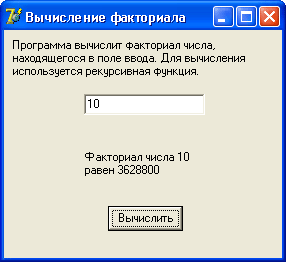 Вычисление факториала
Программа вычислит факториал числа,
находящегося в поле ввода. Для вычисления
используется рекурсивная функция.
10
Факториал числа 10
равен 3628800
Вычислить